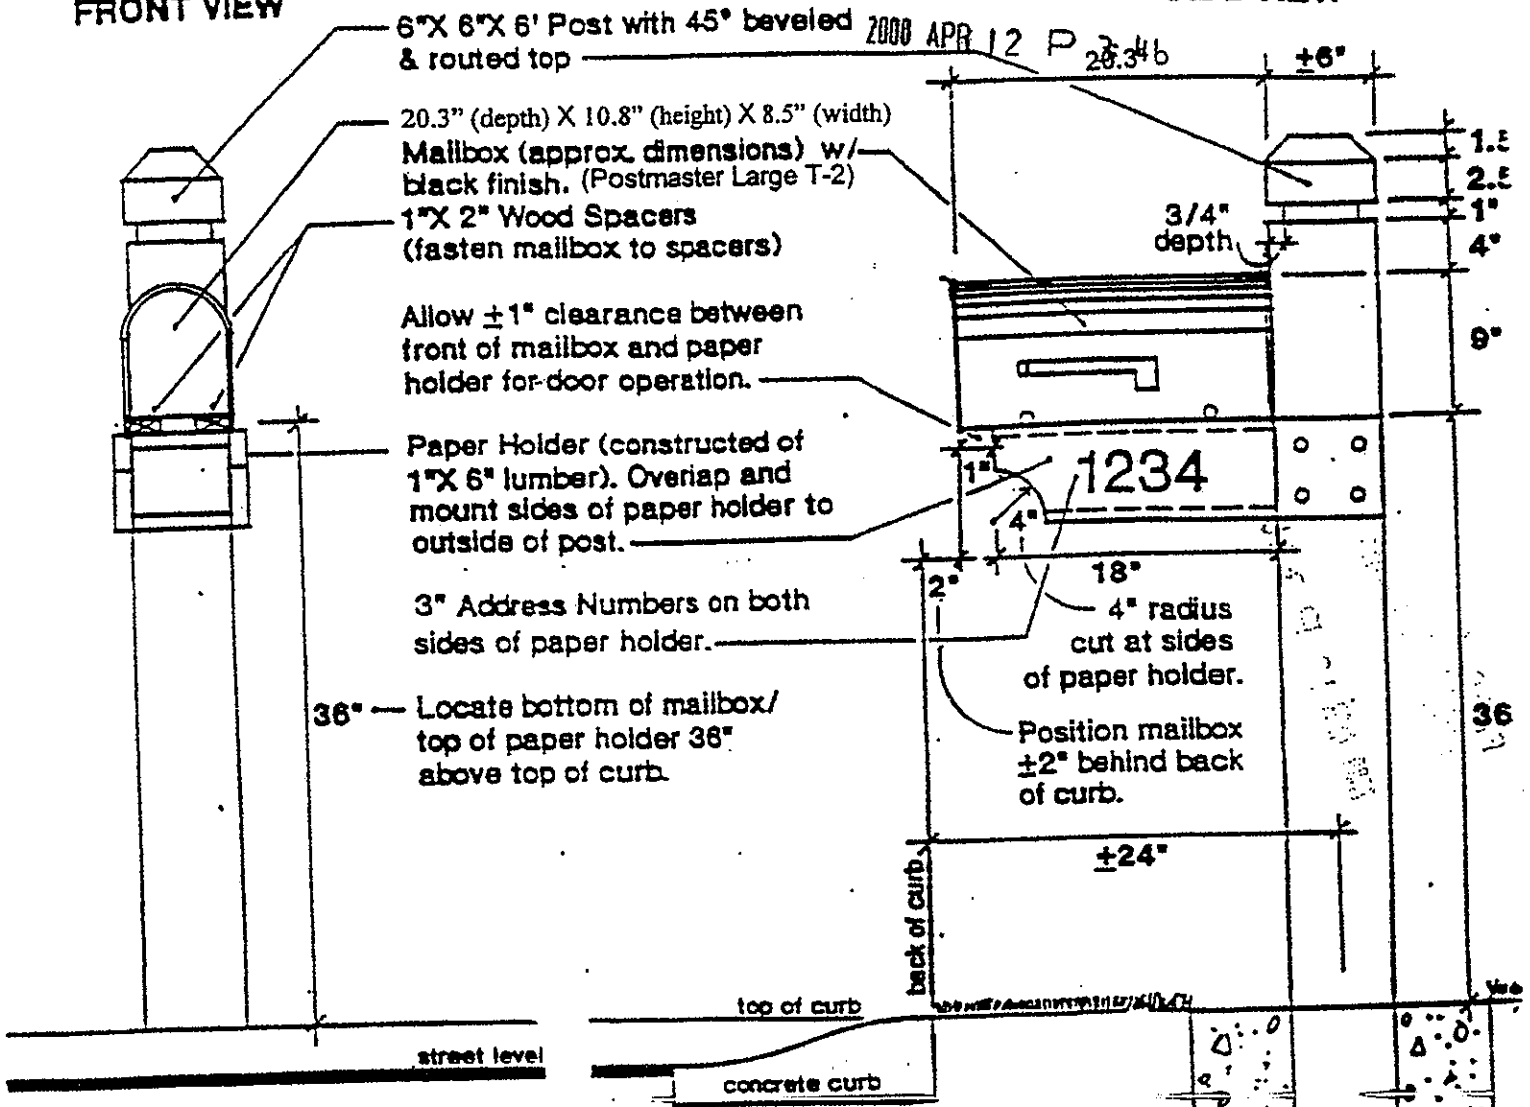 FRONT VIEW
6"X 6"X 6' Post with 45° beveled
& routed top
2008 APR 12 P 3:46
20.3"
±6"
20.3" (depth) X 10.8" (height) X 8.5" (width)
Mailbox (approx. dimensions) w/
black finish. (Postmaster Large T-2)
1"X 2" Wood Spacers
(fasten mailbox to spacers)
Allow ±1" clearance between
front of mailbox and paper
holder for door operation.
Paper Holder (constructed of
1"X 6" lumber). Overlap and
mount sides of paper holder to
outside of post.
3" Address Numbers on both
sides of paper holder.
36"
Locate bottom of mailbox/
top of paper holder 36"
above top of curb.
3/4"
depth
1"
4"
9"
1"
1234
4"
2"
18"
4" radius
cut at sides
of paper holder.
36
Position mailbox
±2" behind back
of curb.
±24"
back of curb
top of curb
street level
concrete curb